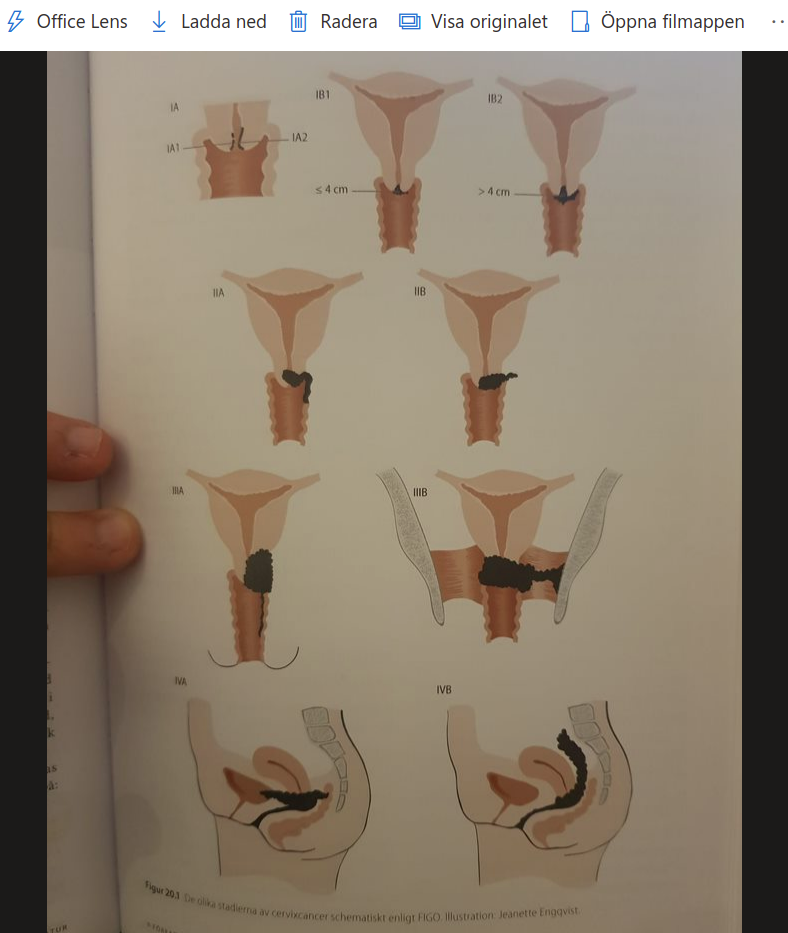 Office Lens Ladda ned Radera Visa originalet Öppna filmappen
IA
IB1
IB2
IA1
IA2
≤ 4 cm
> 4 cm
IIA
IIB
IIIA
IIIB
IVA
IVB
Figur 20.1 De olika stadierna av cervixcancer schematiskt enligt FIGO. Illustration: Jeanette Engqvist.